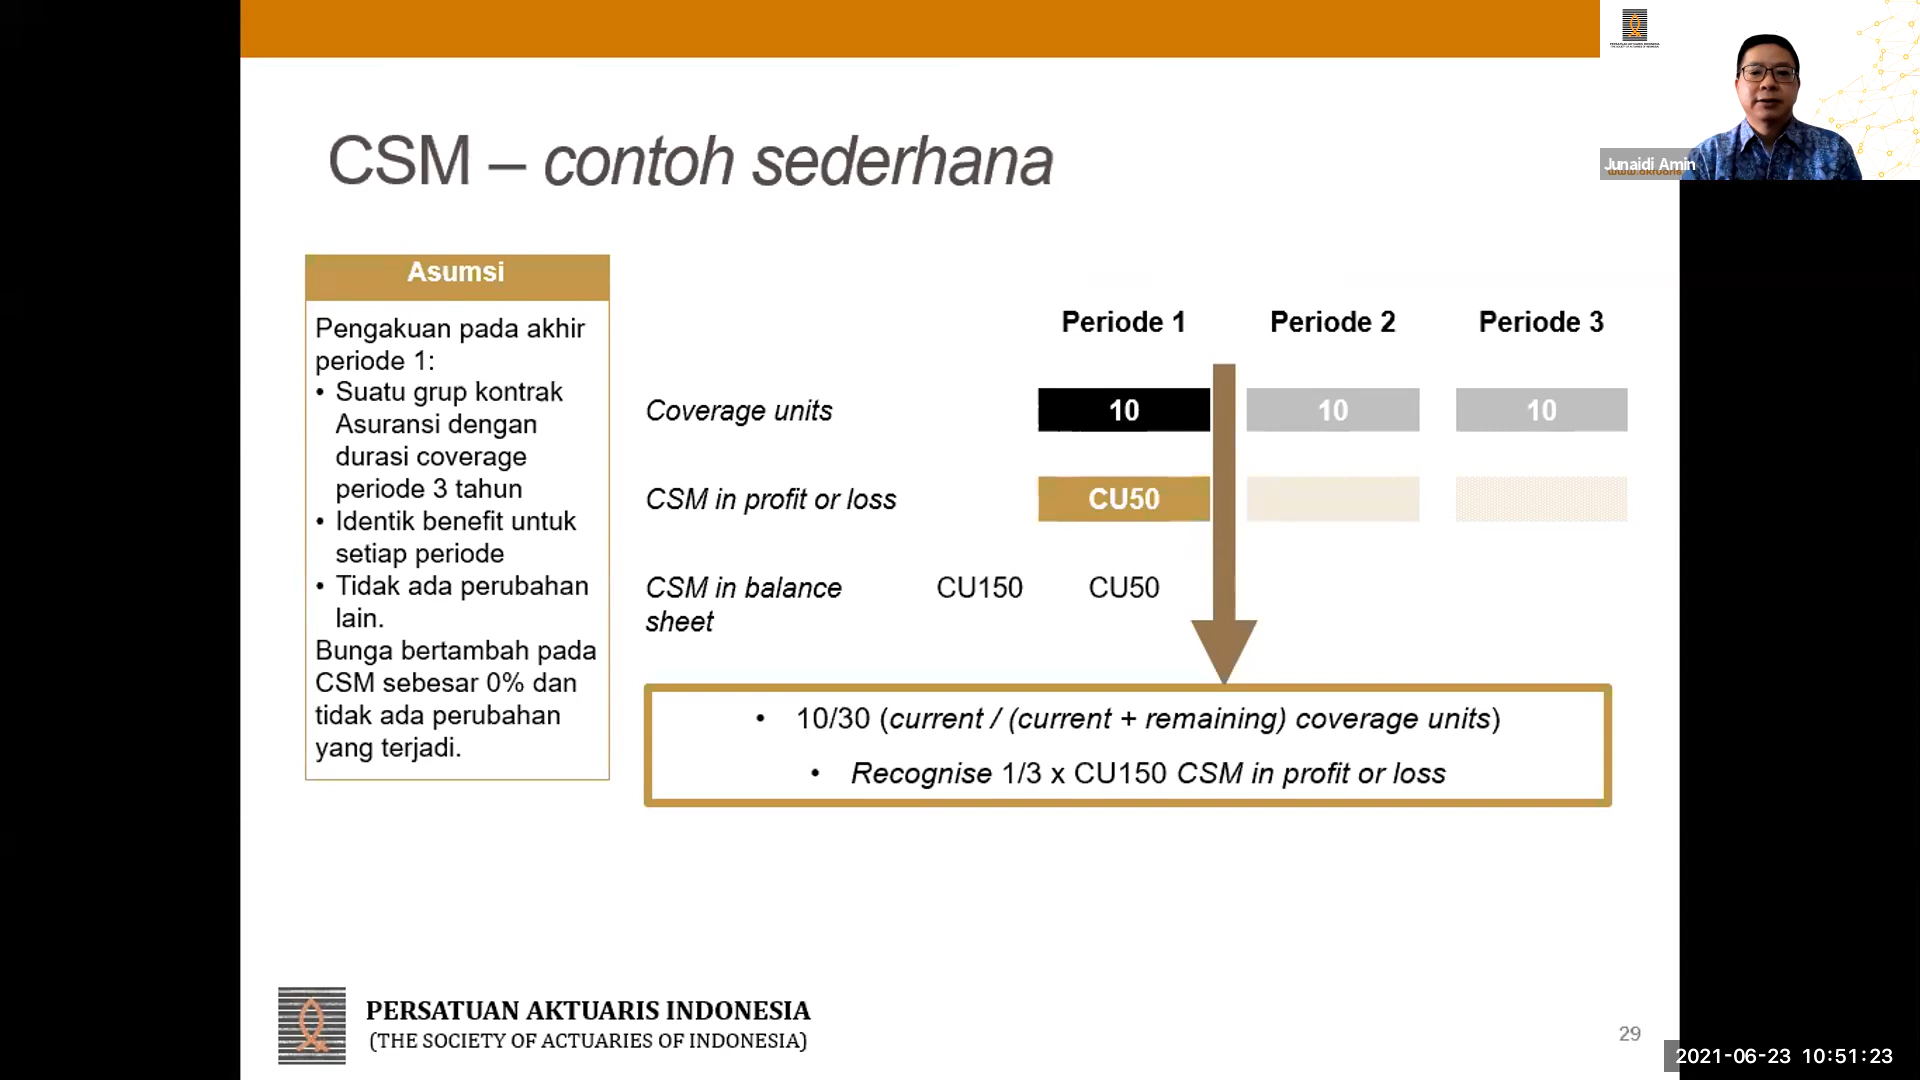 CSM – contoh sederhana
Asumsi
Pengakuan pada akhir
periode 1:
• Suatu grup kontrak
Asuransi dengan
durasi coverage
periode 3 tahun
• Identik benefit untuk
setiap periode
• Tidak ada perubahan
lain.
Bunga bertambah pada
CSM sebesar 0% dan
tidak ada perubahan
yang terjadi.
Periode 1 Periode 2 Periode 3
Coverage units 10 10 10
CSM in profit or loss CU50
CSM in balance CU150 CU50
sheet
• 10/30 (current / (current + remaining) coverage units)
• Recognise 1/3 x CU150 CSM in profit or loss
PERSATUAN AKTUARIS INDONESIA
(THE SOCIETY OF ACTUARIES OF INDONESIA)
29
Junaidi Amin
2021-06-23 10:51:23